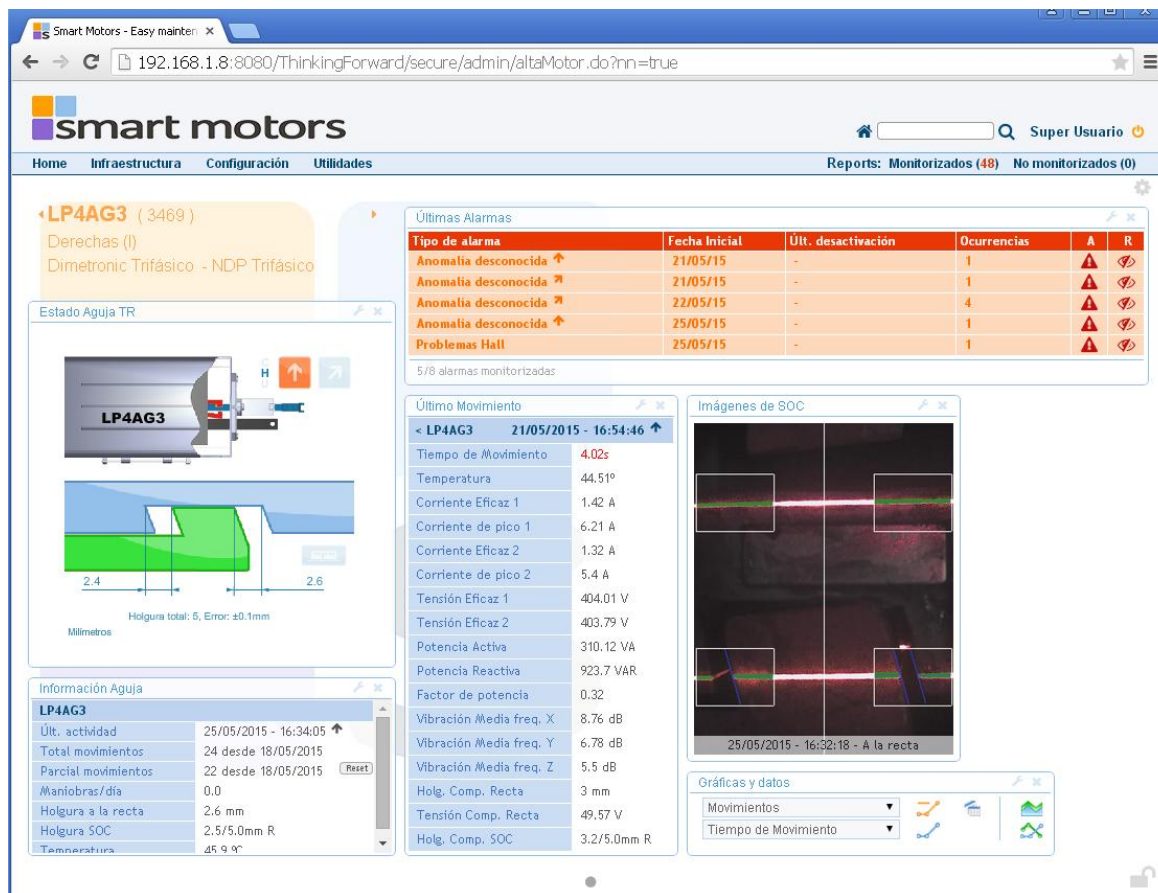 Smart Motors - Easy mainten
192.168.1.8:8080/ThinkingForward/secure/admin/altaMotor.do?nn=true
smart motors
Super Usuario
Home Infraestructura Configuración Utilidades
Reports: Monitorizados (48) No monitorizados (0)
LP4AG3 ( 3469 )
Derechas (I)
Dimetronic Trifásico - NDP Trifásico
Estado Aguja TR
H
LP4AG3
2.4 2.6
Holgura total: 5, Error: ±0.1mm
Milímetros
Información Aguja
LP4AG3
Últ. actividad 25/05/2015 - 16:34:05
Total movimientos 24 desde 18/05/2015
Parcial movimientos 22 desde 18/05/2015 Reset
Maniobras/día 0.0
Holgura a la recta 2.6 mm
Holgura SOC 2.5/5.0mm R
Temperatura 45.9 ºC
Últimas Alarmas
Tipo de alarma Fecha Inicial Últ. desactivación Ocurrencias A R
Anomalia desconocida 21/05/15 - 1
Anomalia desconocida 21/05/15 - 1
Anomalia desconocida 22/05/15 - 4
Anomalia desconocida 25/05/15 - 1
Problemas Hall 25/05/15 - 1
5/8 alarmas monitorizadas
Último Movimiento
< LP4AG3 21/05/2015 - 16:54:46
Tiempo de Movimiento 4.02s
Temperatura 44.51º
Corriente Eficaz 1 1.42 A
Corriente de pico 1 6.21 A
Corriente Eficaz 2 1.32 A
Corriente de pico 2 5.4 A
Tensión Eficaz 1 404.01 V
Tensión Eficaz 2 403.79 V
Potencia Activa 310.12 VA
Potencia Reactiva 923.7 VAR
Factor de potencia 0.32
Vibración Media freq. X 8.76 dB
Vibración Media freq. Y 6.78 dB
Vibración Media freq. Z 5.5 dB
Holg. Comp. Recta 3 mm
Tensión Comp. Recta 49.57 V
Holg. Comp. SOC 3.2/5.0mm R
Imágenes de SOC
25/05/2015 - 16:32:18 - A la recta
Gráficas y datos
Movimientos
Tiempo de Movimiento